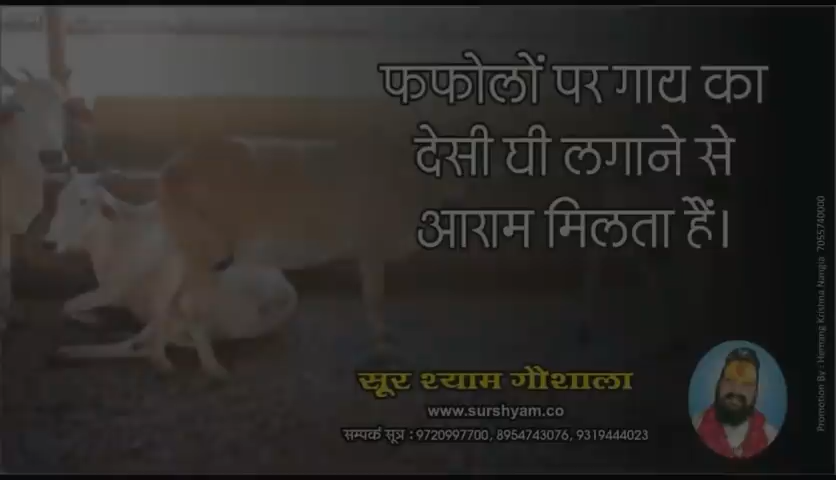 फफोलों पर गाय का
देसी घी लगाने से
आराम मिलता हैं।
सूर श्याम गौशाला
www.surshyam.co
सम्पर्क सूत्र : 9720997700, 8954743076, 9319444023
Promotion By : Hemang Krishna Nangia 7055740000